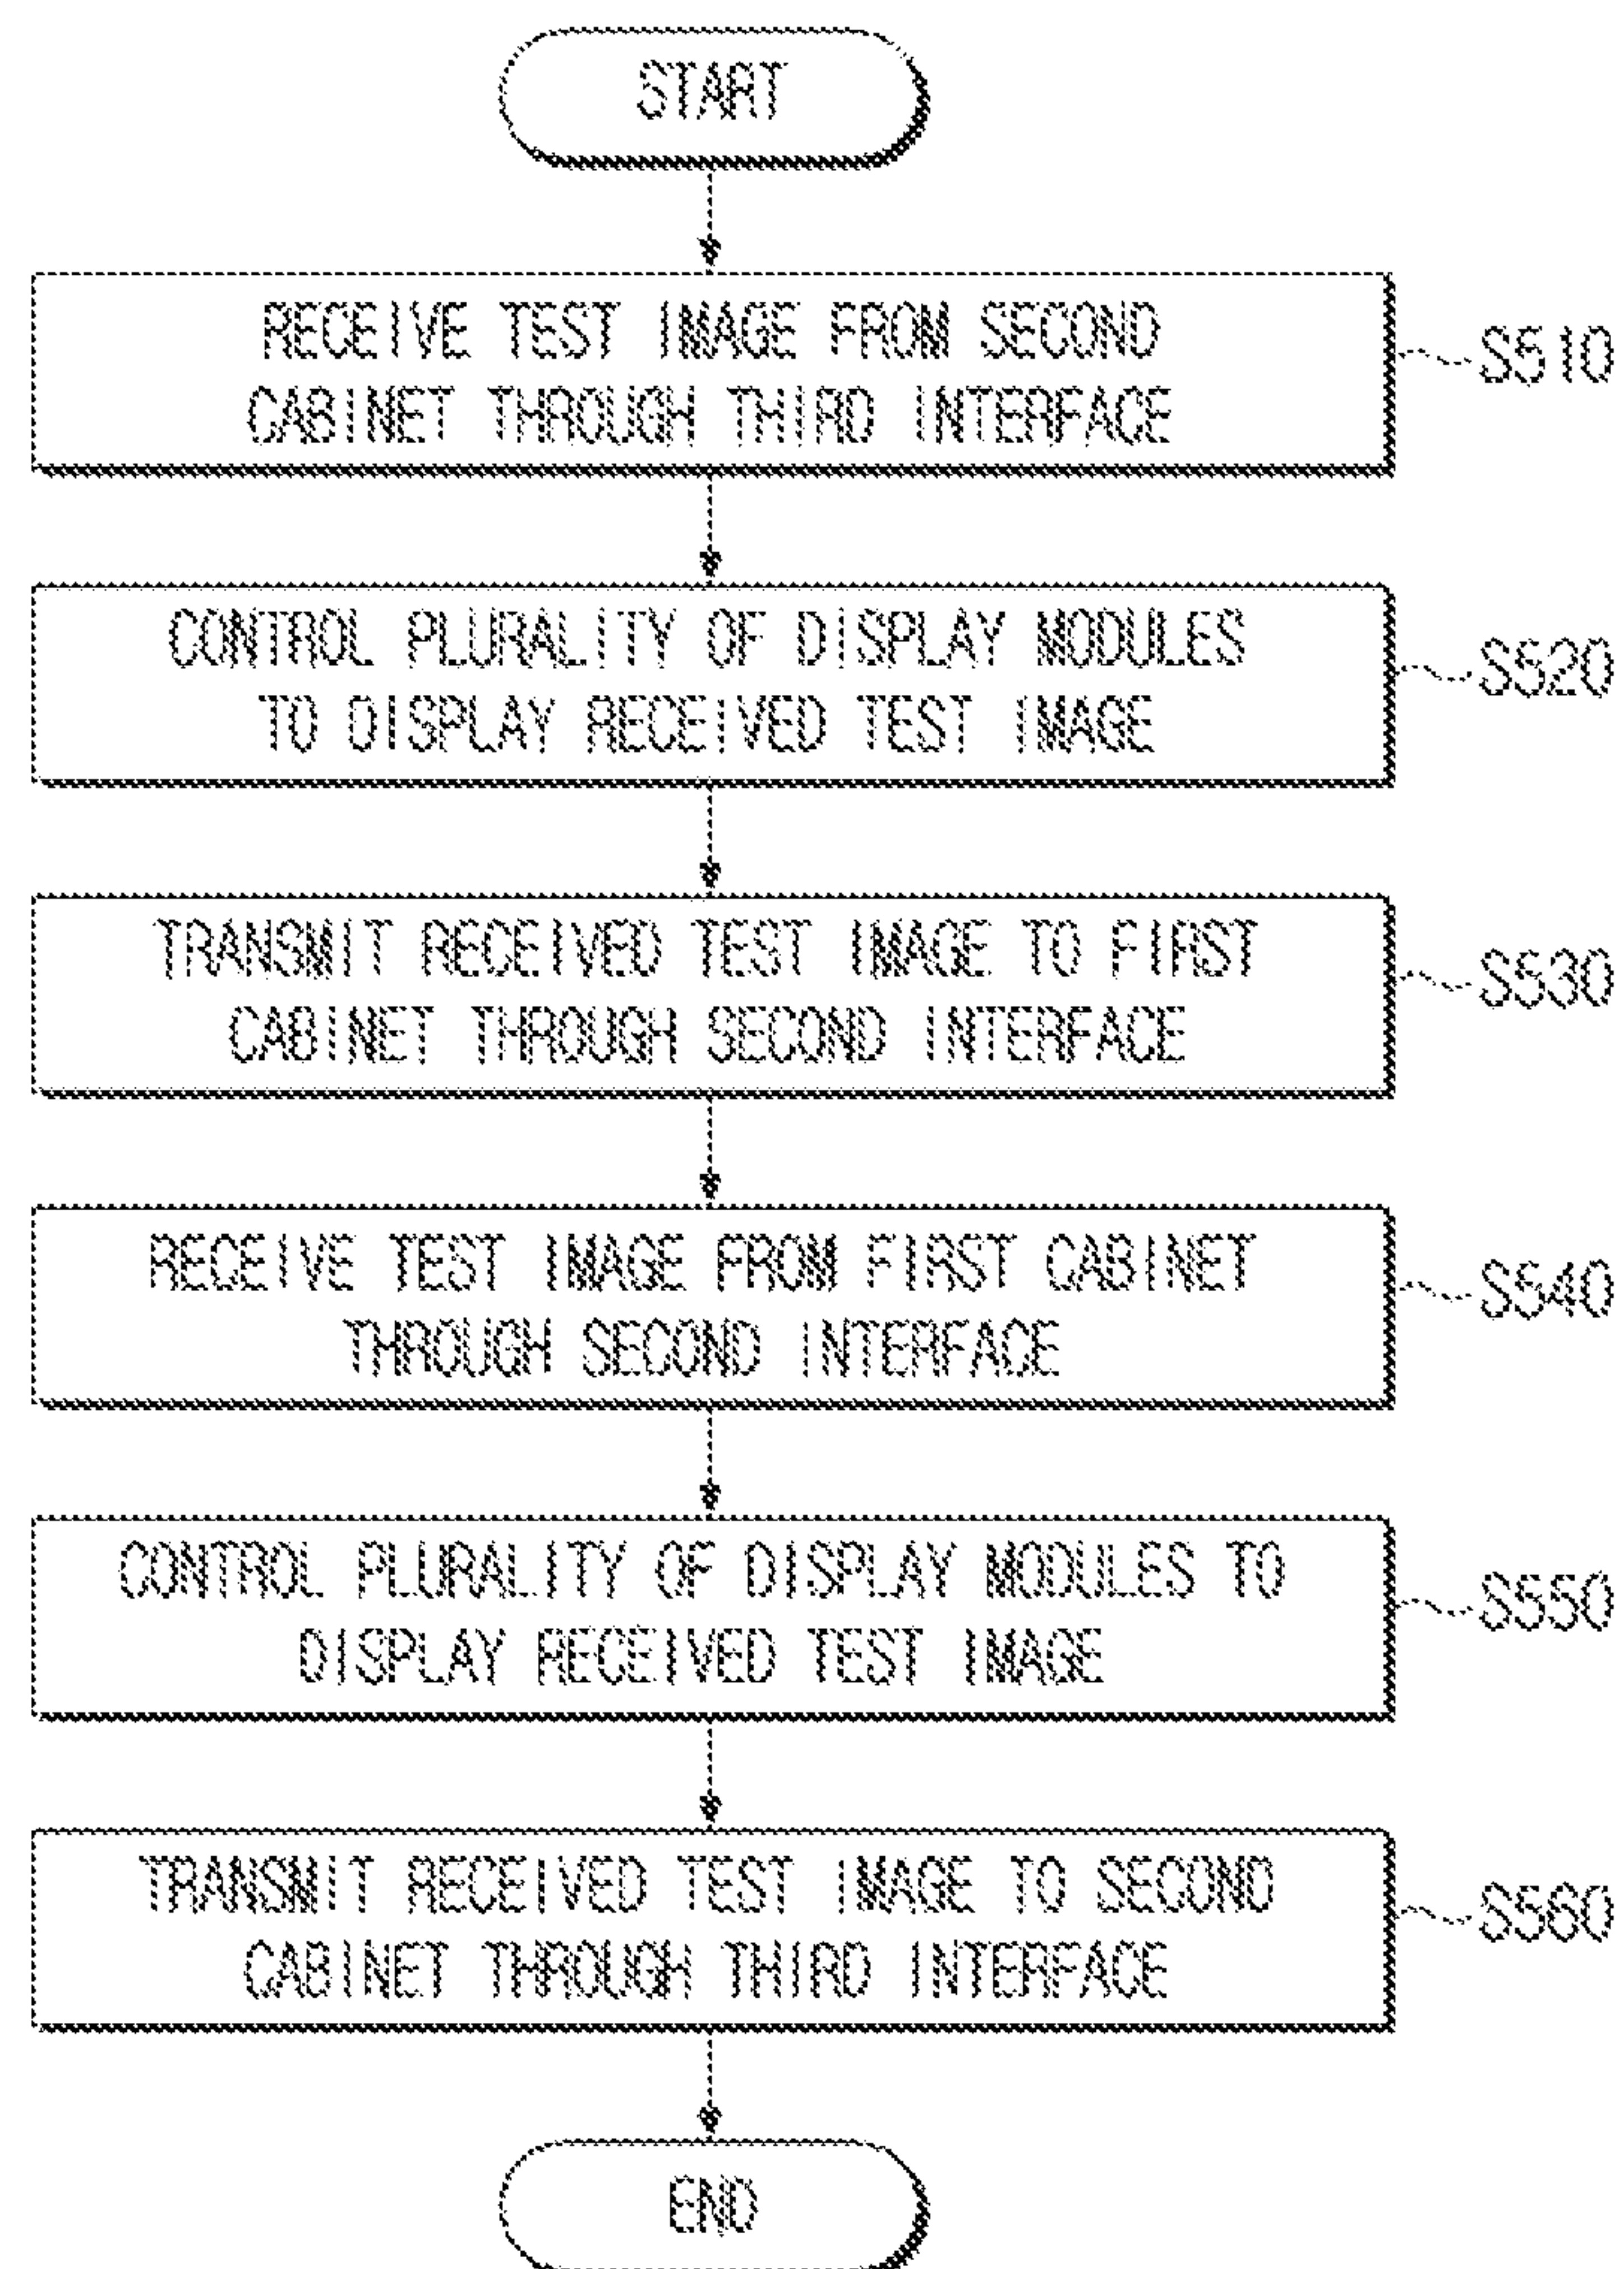 START
RECEIVE TEST IMAGE FROM SECOND
CABINET THROUGH THIRD INTERFACE
S510
CONTROL PLURALITY OF DISPLAY MODULES
TO DISPLAY RECEIVED TEST IMAGE
S520
TRANSMIT RECEIVED TEST IMAGE TO FIRST
CABINET THROUGH SECOND INTERFACE
S530
RECEIVE TEST IMAGE FROM FIRST CABINET
THROUGH SECOND INTERFACE
S540
CONTROL PLURALITY OF DISPLAY MODULES TO
DISPLAY RECEIVED TEST IMAGE
S550
TRANSMIT RECEIVED TEST IMAGE TO SECOND
CABINET THROUGH THIRD INTERFACE
S560
END